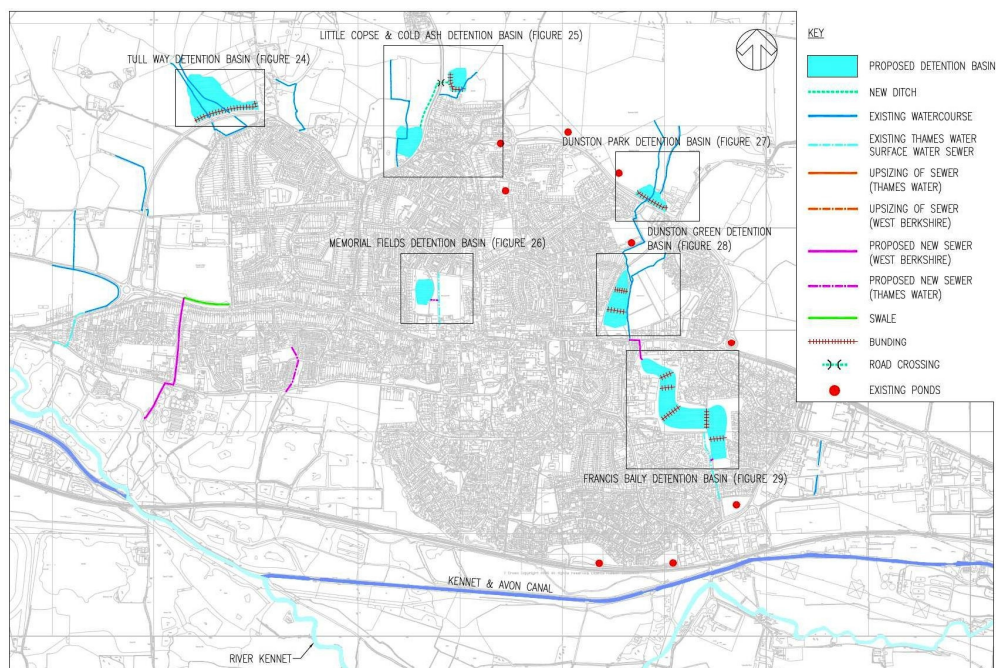 LITTLE COPSE & COLD ASH DETENTION BASIN (FIGURE 25)
TULL WAY DETENTION BASIN (FIGURE 24)
DUNSTON PARK DETENTION BASIN (FIGURE 27)
MEMORIAL FIELDS DETENTION BASIN (FIGURE 26)
DUNSTON GREEN DETENTION
BASIN (FIGURE 28)
FRANCIS BAILY DETENTION BASIN (FIGURE 29)
KENNET & AVON CANAL
RIVER KENNET
KEY
PROPOSED DETENTION BASIN
NEW DITCH
EXISTING WATERCOURSE
EXISTING THAMES WATER
SURFACE WATER SEWER
UPSIZING OF SEWER
(THAMES WATER)
UPSIZING OF SEWER
(WEST BERKSHIRE)
PROPOSED NEW SEWER
(WEST BERKSHIRE)
PROPOSED NEW SEWER
(THAMES WATER)
SWALE
BUNDING
ROAD CROSSING
EXISTING PONDS